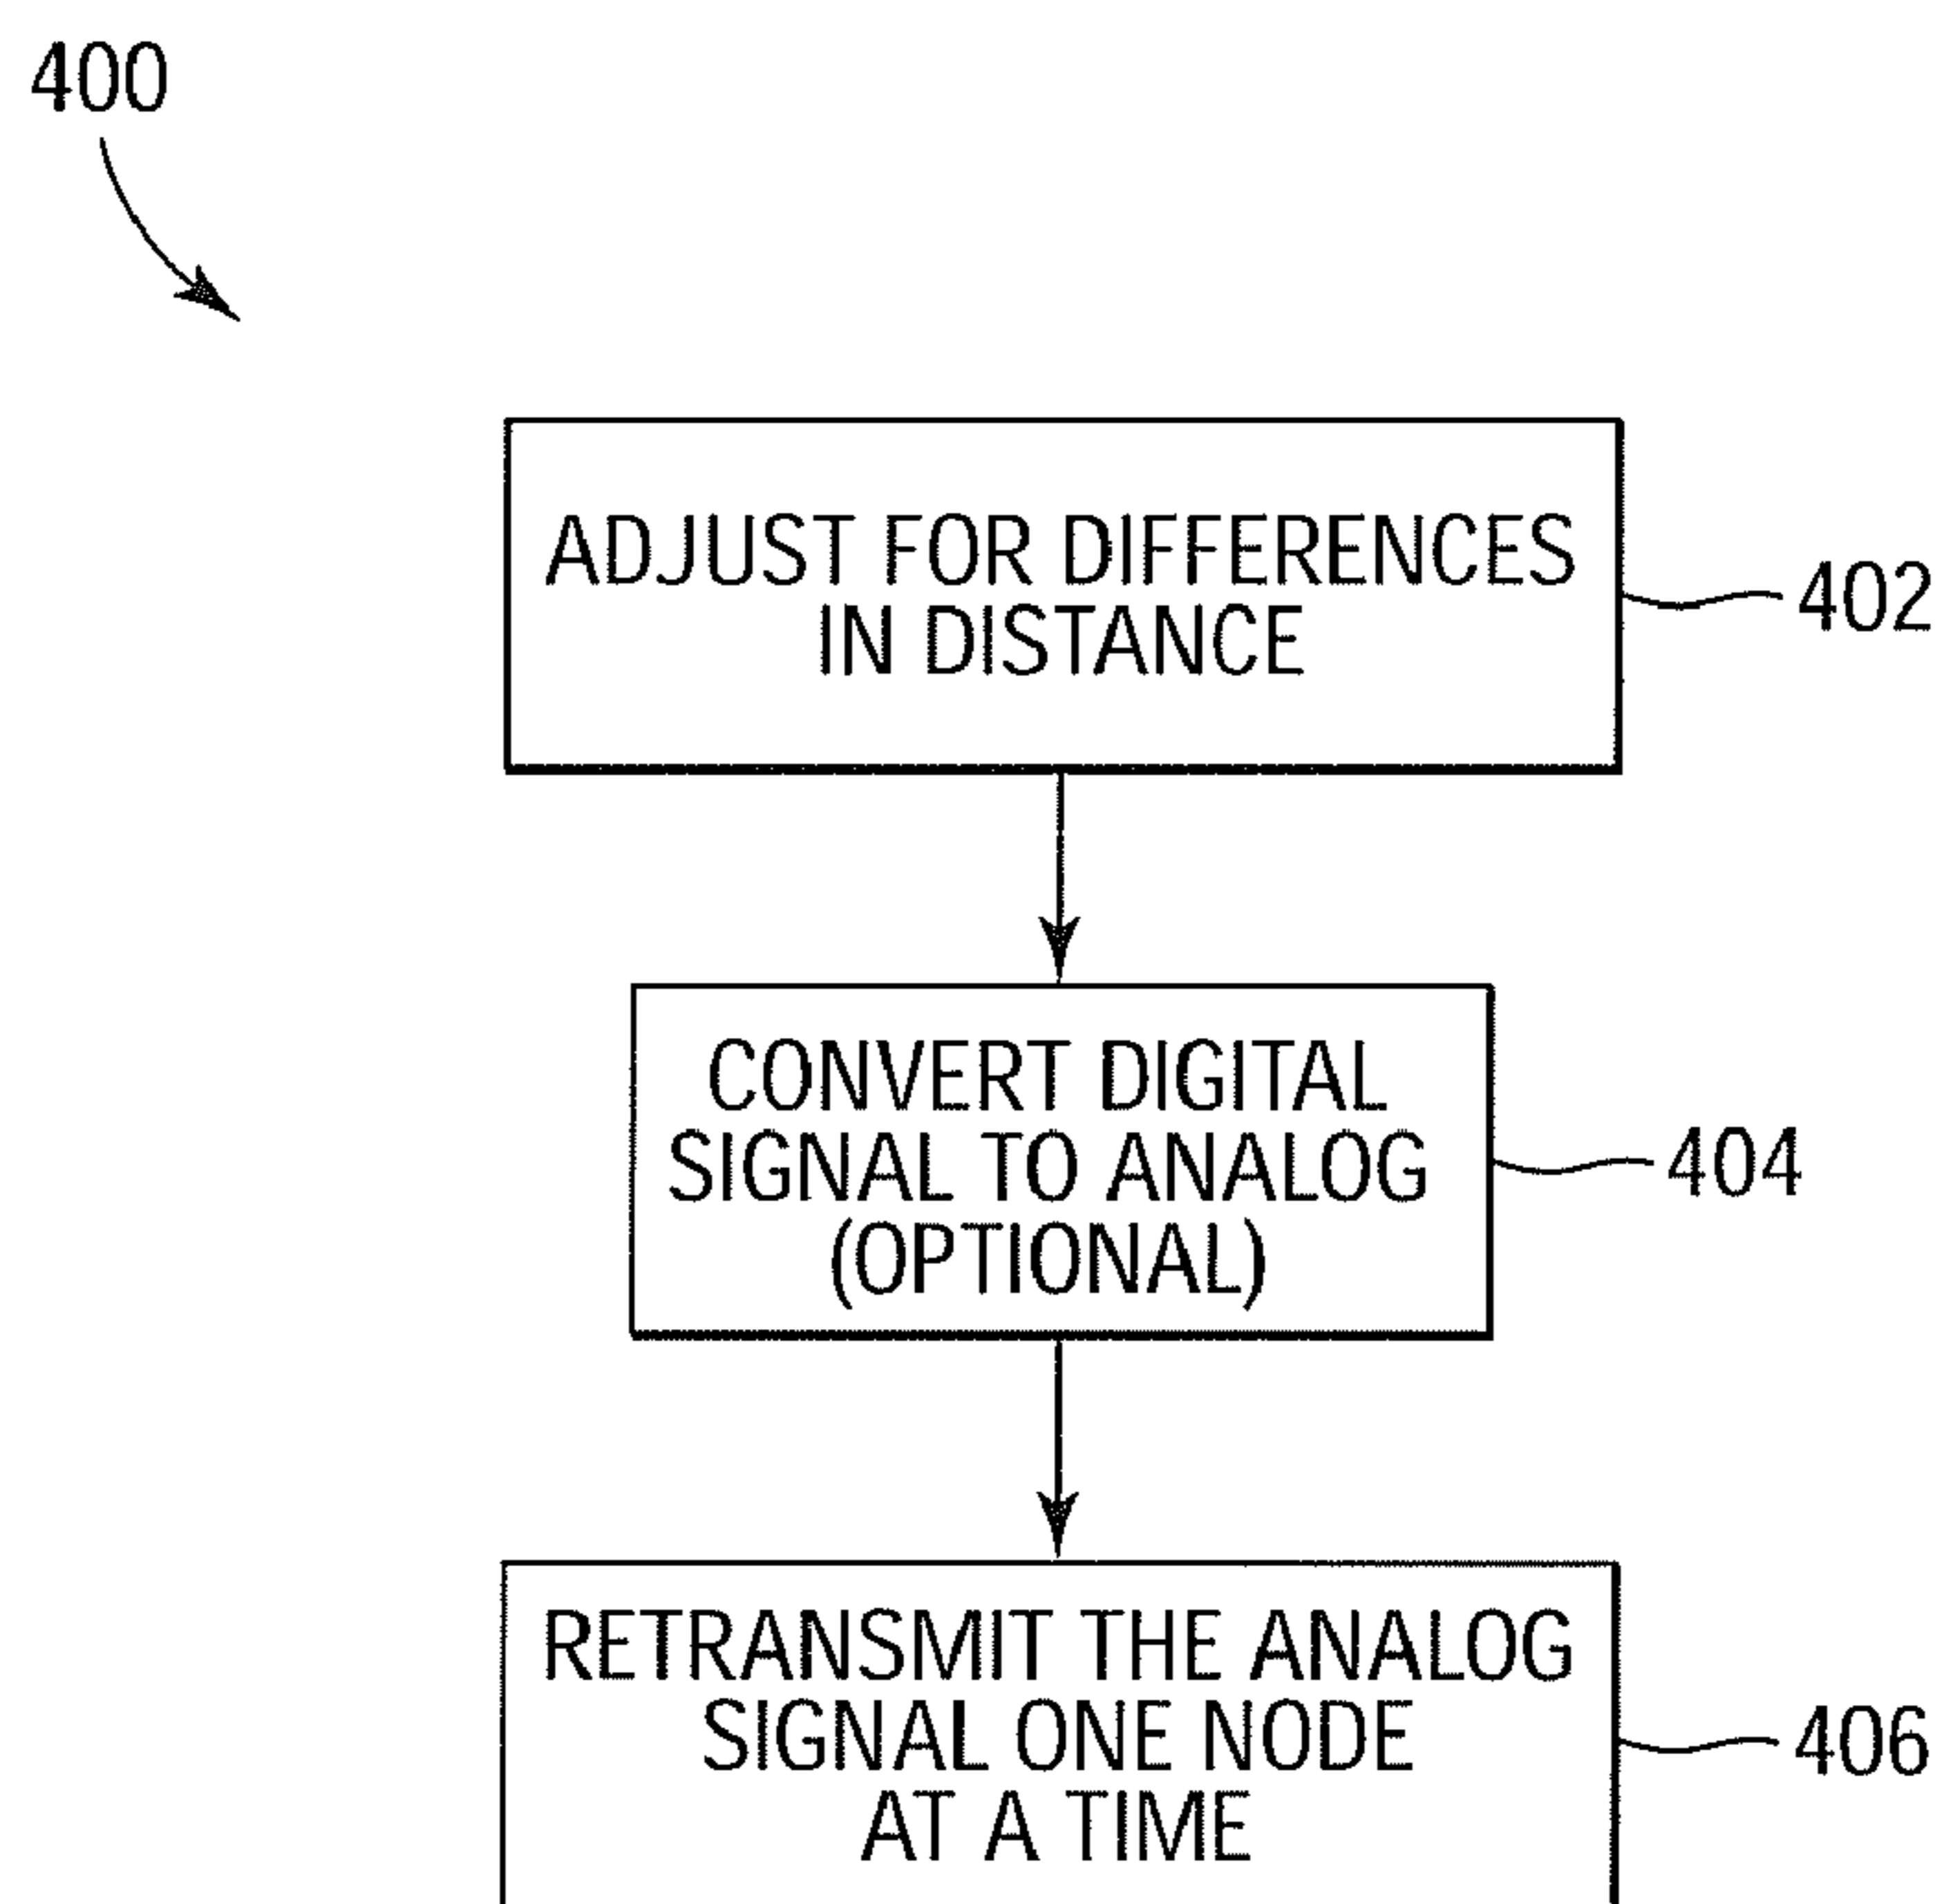 400
ADJUST FOR DIFFERENCES
IN DISTANCE
402
CONVERT DIGITAL
SIGNAL TO ANALOG
(OPTIONAL)
404
RETRANSMIT THE ANALOG
SIGNAL ONE NODE
AT A TIME
406